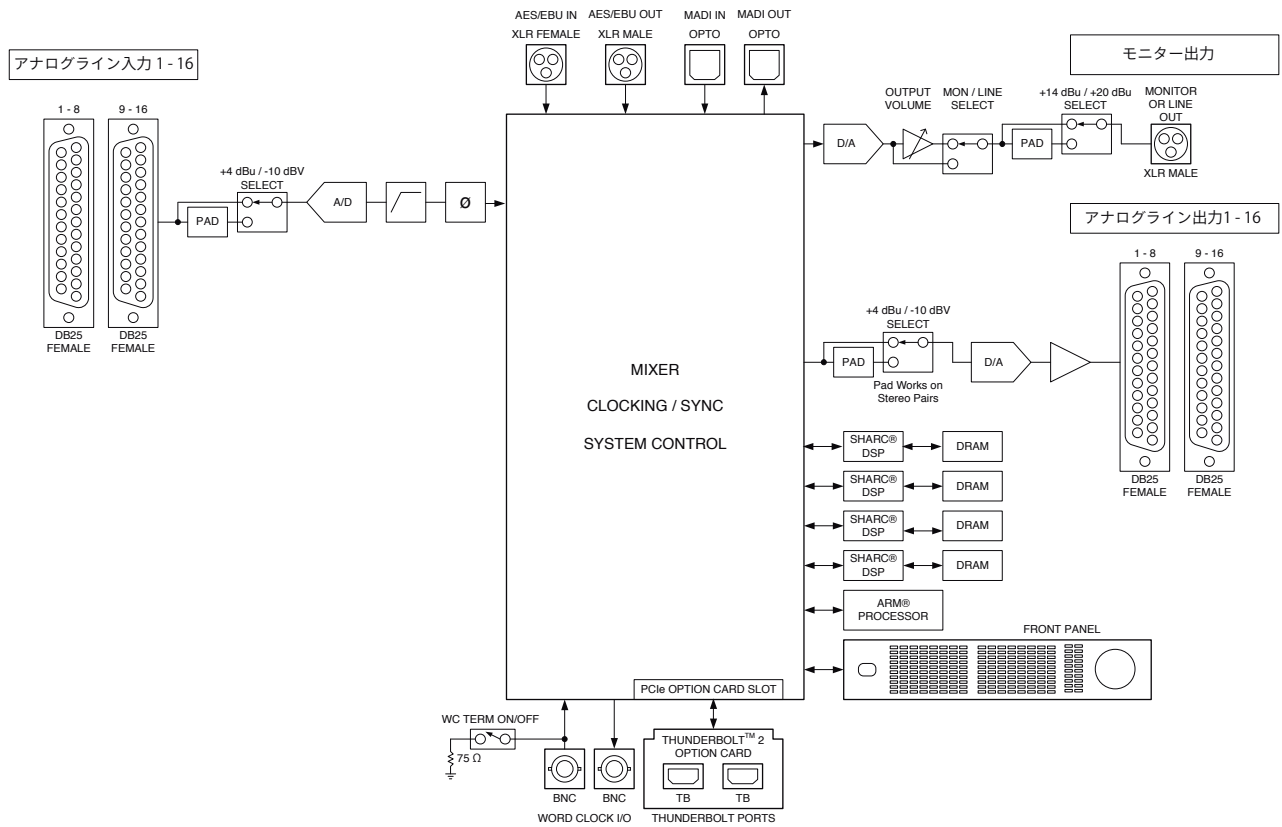 AES/EBU IN
XLR FEMALE
AES/EBU OUT
XLR MALE
MADI IN
OPTO
MADI OUT
OPTO
アナログライン入力 1 - 16
1 - 8
9 - 16
DB25
FEMALE
DB25
FEMALE
+4 dBu / -10 dBV
SELECT
PAD
A/D
Ø
モニター出力
OUTPUT
VOLUME
MON / LINE
SELECT
+14 dBu / +20 dBu
SELECT
MONITOR
OR LINE
OUT
D/A
PAD
XLR MALE
アナログライン出力1 - 16
1 - 8
9 - 16
+4 dBu / -10 dBV
SELECT
PAD
D/A
Pad Works on
Stereo Pairs
DB25
FEMALE
DB25
FEMALE
MIXER
CLOCKING / SYNC
SYSTEM CONTROL
SHARC®
DSP
DRAM
SHARC®
DSP
DRAM
SHARC®
DSP
DRAM
SHARC®
DSP
DRAM
ARM®
PROCESSOR
FRONT PANEL
PCIe OPTION CARD SLOT
WC TERM ON/OFF
75 Ω
THUNDERBOLT™ 2
OPTION CARD
BNC
BNC
TB
TB
WORD CLOCK I/O
THUNDERBOLT PORTS